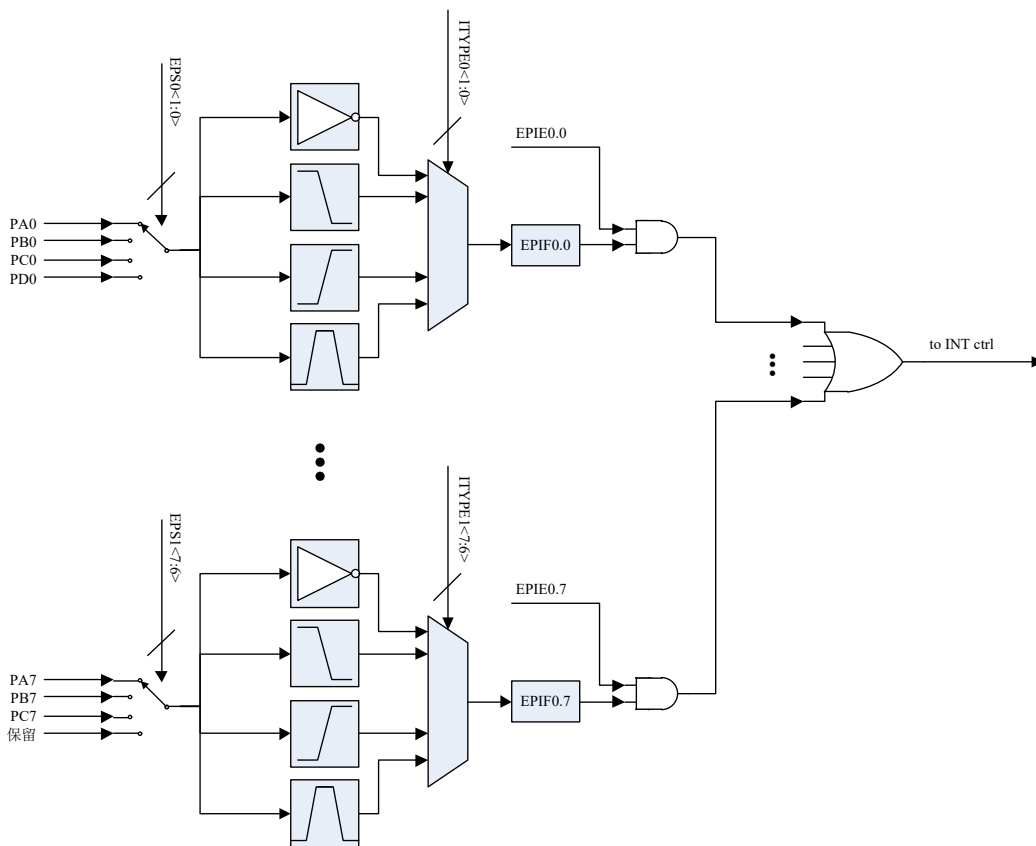 EPS0<1:0>
ITYPE0<1:0>
EPIE0.0
PA0
PB0
PC0
PD0
EPIF0.0
to INT ctrl
EPS1<7:6>
ITYPE1<7:6>
EPIE0.7
PA7
PB7
PC7
保留
EPIF0.7